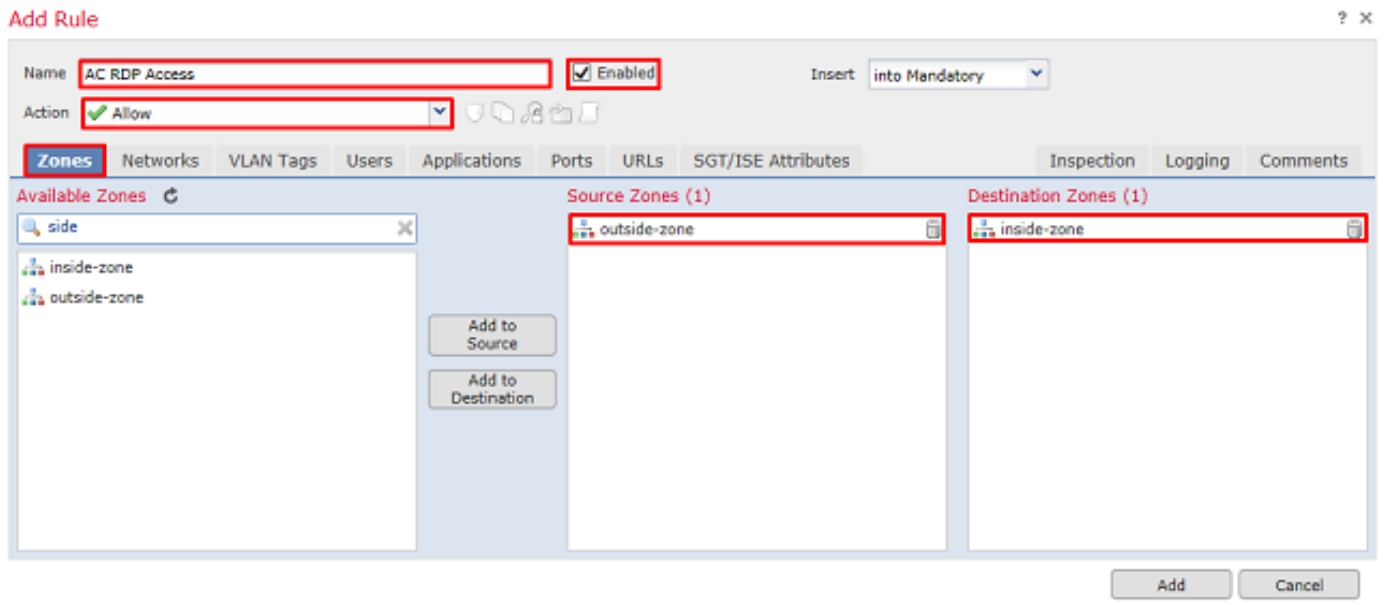 Add Rule ? ×
Name AC RDP Access Enabled Insert into Mandatory
Action Allow
Zones Networks VLAN Tags Users Applications Ports URLs SGT/ISE Attributes Inspection Logging Comments
Available Zones Source Zones (1) Destination Zones (1)
side outside-zone inside-zone
inside-zone
outside-zone
Add to
Source
Add to
Destination
Add Cancel